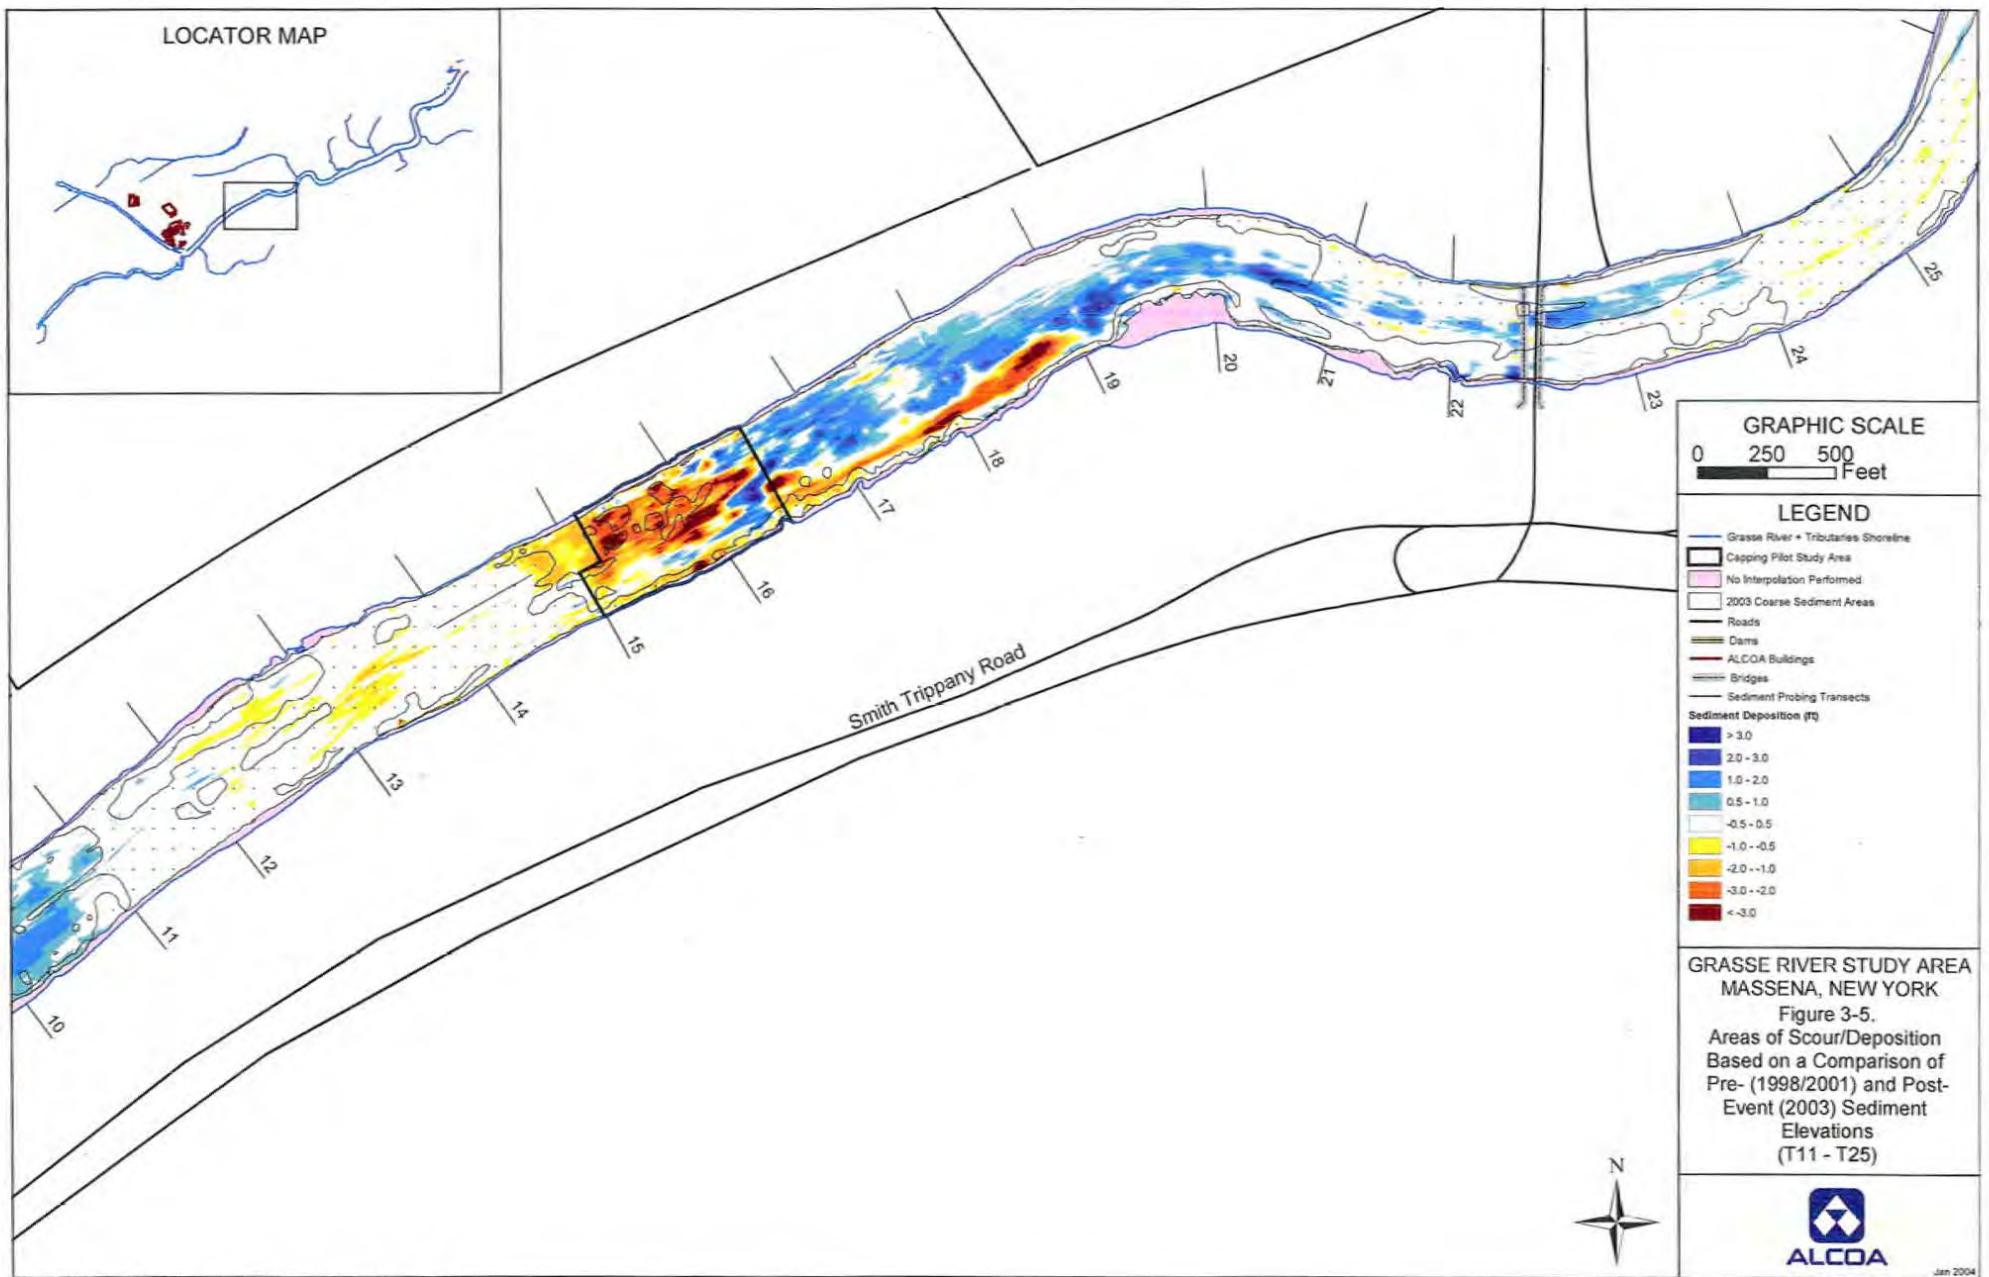 LOCATOR MAP
25
24
23
22
21
20
19
18
17
16
15
14
13
12
11
10
Smith Trippany Road
GRAPHIC SCALE
0 250 500
Feet
LEGEND
Grasse River + Tributaries Shoreline
Capping Pilot Study Area
No Interpolation Performed
2003 Coarse Sediment Areas
Roads
Dams
ALCOA Buildings
Bridges
Sediment Probing Transects
Sediment Deposition (ft)
> 3.0
2.0 - 3.0
1.0 - 2.0
0.5 - 1.0
-0.5 - 0.5
-1.0 - -0.5
-2.0 - -1.0
-3.0 - -2.0
< -3.0
GRASSE RIVER STUDY AREA
MASSENA, NEW YORK
Figure 3-5.
Areas of Scour/Deposition
Based on a Comparison of
Pre- (1998/2001) and Post-
Event (2003) Sediment
Elevations
(T11 - T25)
N
ALCOA
Jan 2004